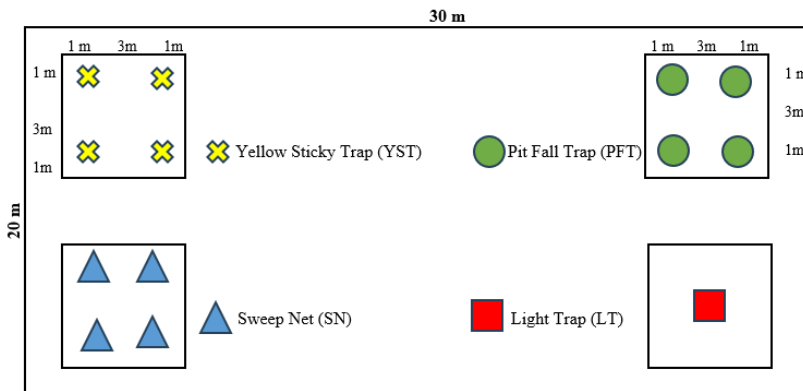 30 m
1 m 3m 1m
1 m 3m 1m
1 m
1 m
3m
3m
1m
1m
Yellow Sticky Trap (YST)
Pit Fall Trap (PFT)
20 m
Sweep Net (SN)
Light Trap (LT)